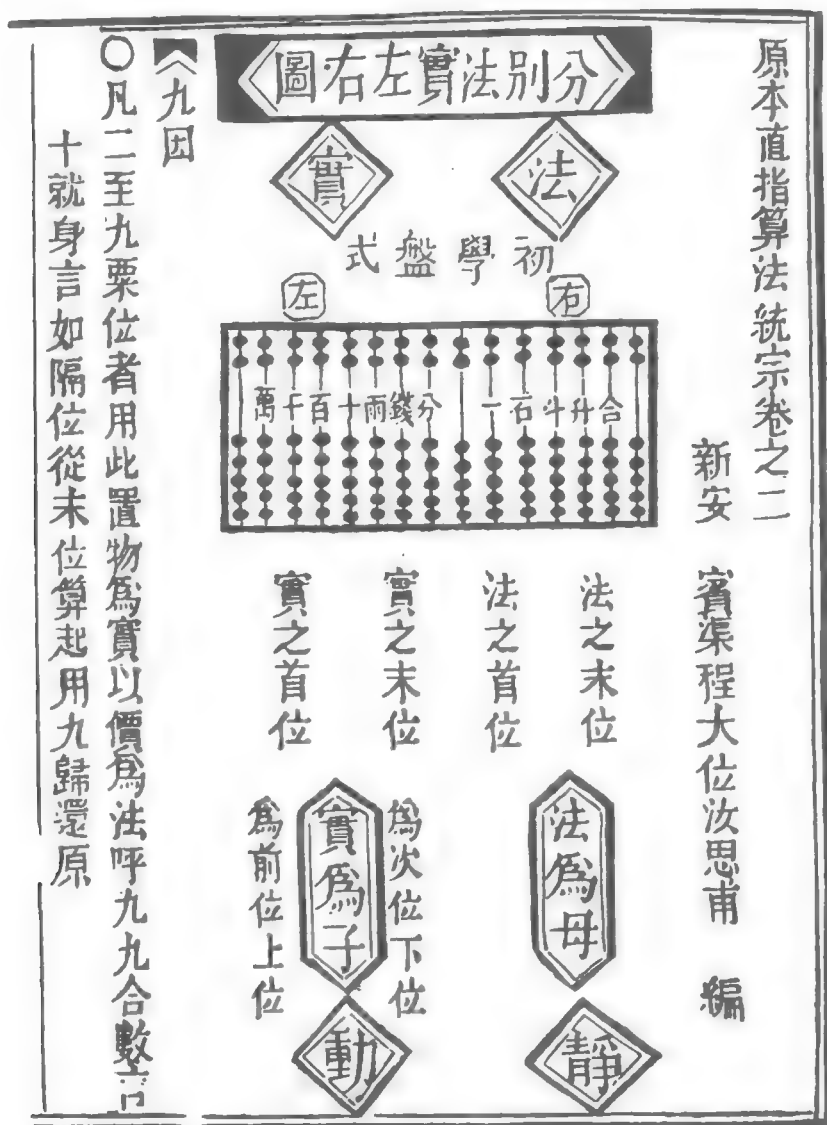 原本直指算法統宗卷之二
新安 賓渠程大位汝思甫 編
分別法實左右圖
法
實
初學盤式
右
左
合升斗石一 分錢兩十百千萬
法之末位
法之首位
實之末位
實之首位
法為母
靜
為次位下位
實為子
動
為前位上位
九因
〇凡二至九粟位者用此置物爲實以價爲法呼九九合數言
十就身言如隔位從末位算起用九歸還原